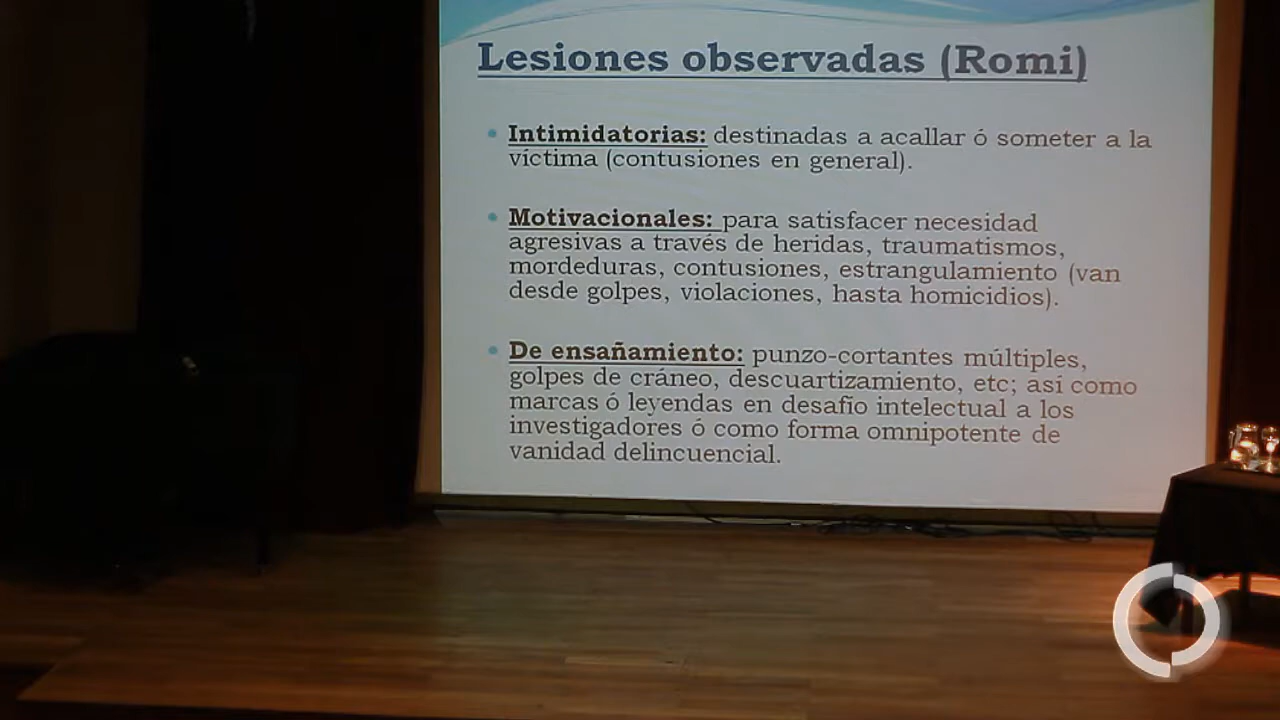 Lesiones observadas (Romi)
• Intimidatorias: destinadas a acallar ó someter a la
víctima (contusiones en general).
• Motivacionales: para satisfacer necesidad
agresivas a través de heridas, traumatismos,
mordeduras, contusiones, estrangulamiento (van
desde golpes, violaciones, hasta homicidios).
• De ensañamiento: punzo-cortantes múltiples,
golpes de cráneo, descuartizamiento, etc; así como
marcas ó leyendas en desafío intelectual a los
investigadores ó como forma omnipotente de
vanidad delincuencial.